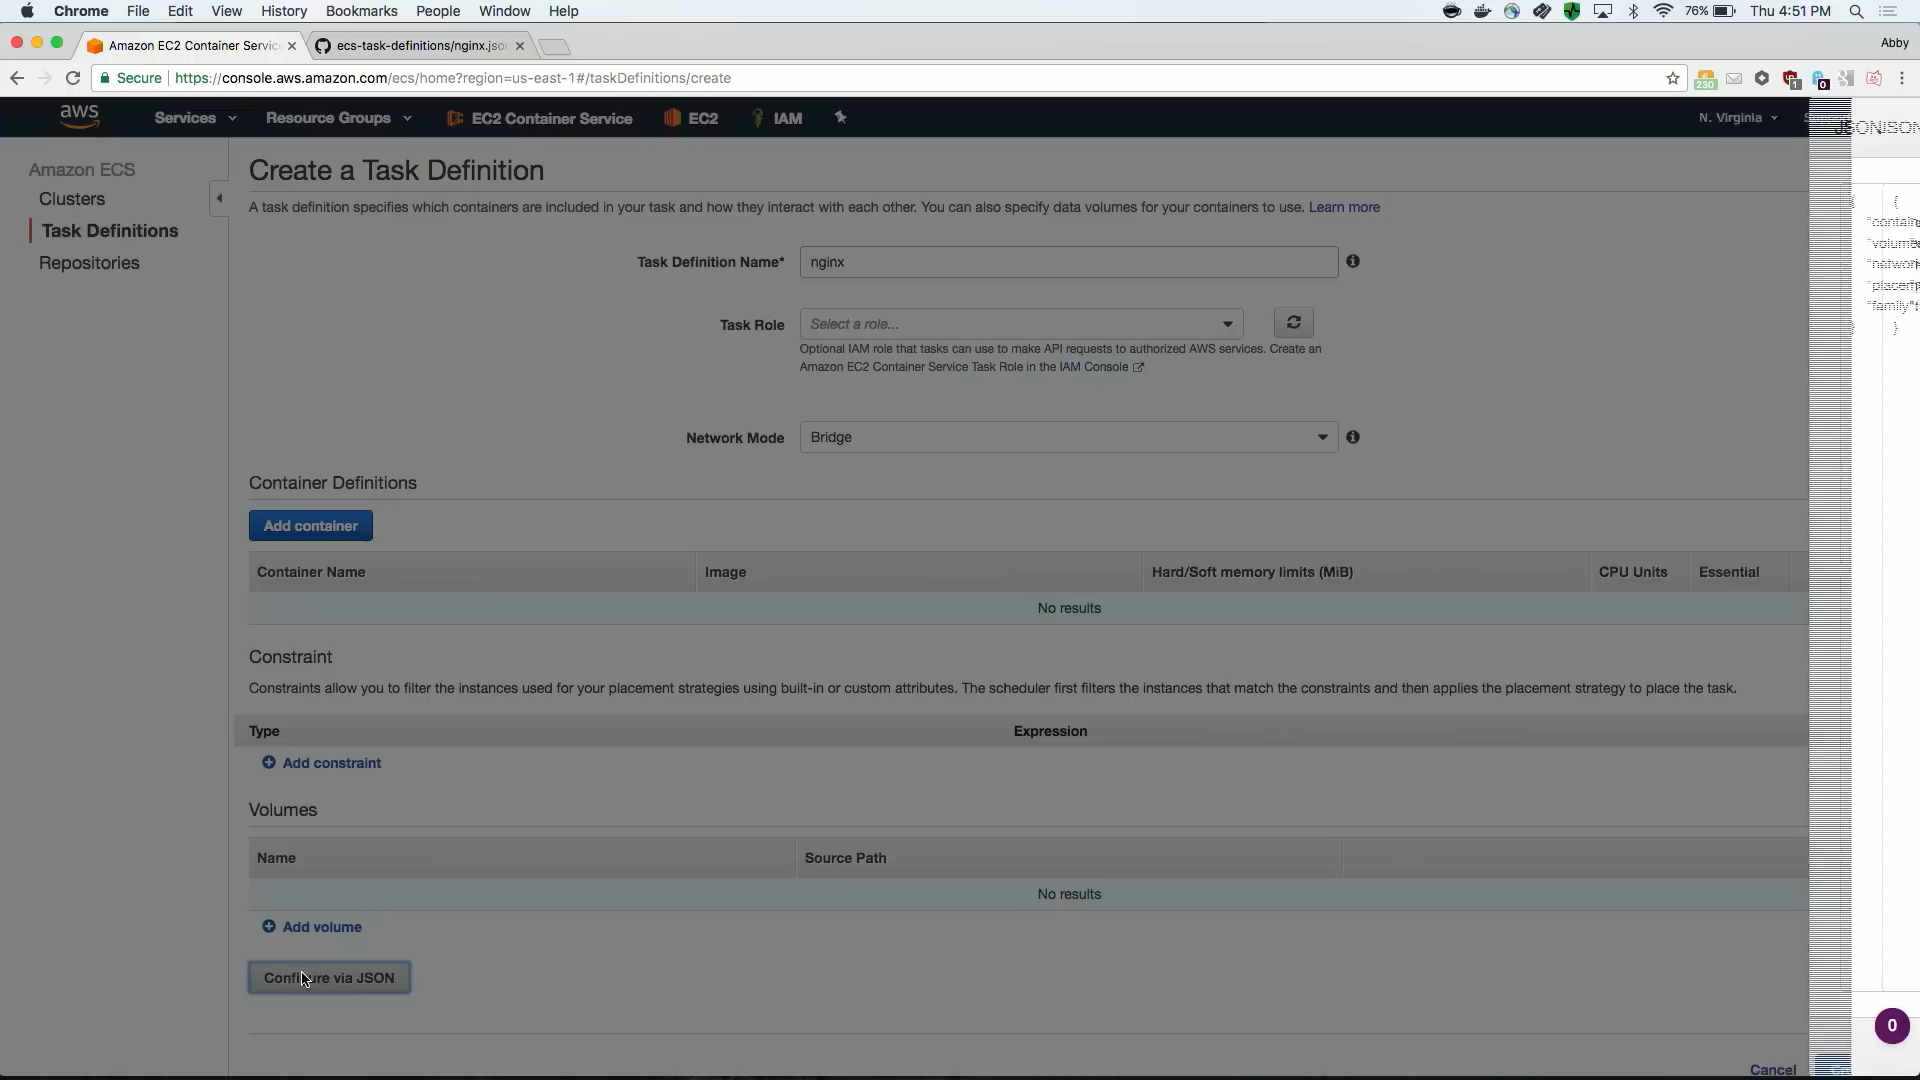 Chrome File Edit View History Bookmarks People Window Help 76% Thu 4:51 PM
Amazon EC2 Container Servic ecs-task-definitions/nginx.jso Abby
Secure https://console.aws.amazon.com/ecs/home?region=us-east-1#/taskDefinitions/create 230 1 0
aws Services Resource Groups EC2 Container Service EC2 IAM N. Virginia
Amazon ECS
Clusters
Task Definitions
Repositories
Create a Task Definition
A task definition specifies which containers are included in your task and how they interact with each other. You can also specify data volumes for your containers to use. Learn more
Task Definition Name* nginx
Task Role Select a role...
Optional IAM role that tasks can use to make API requests to authorized AWS services. Create an
Amazon EC2 Container Service Task Role in the IAM Console
Network Mode Bridge
Container Definitions
Add container
Container Name Image Hard/Soft memory limits (MiB) CPU Units Essential
No results
Constraint
Constraints allow you to filter the instances used for your placement strategies using built-in or custom attributes. The scheduler first filters the instances that match the constraints and then applies the placement strategy to place the task.
Type Expression
Add constraint
Volumes
Name Source Path
No results
Add volume
Configure via JSON
Cancel
JSON
{
"family"
}
0